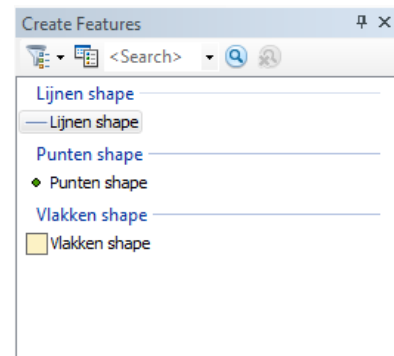 Create Features
<Search>
Lijnen shape
Lijnen shape
Punten shape
Punten shape
Vlakken shape
Vlakken shape